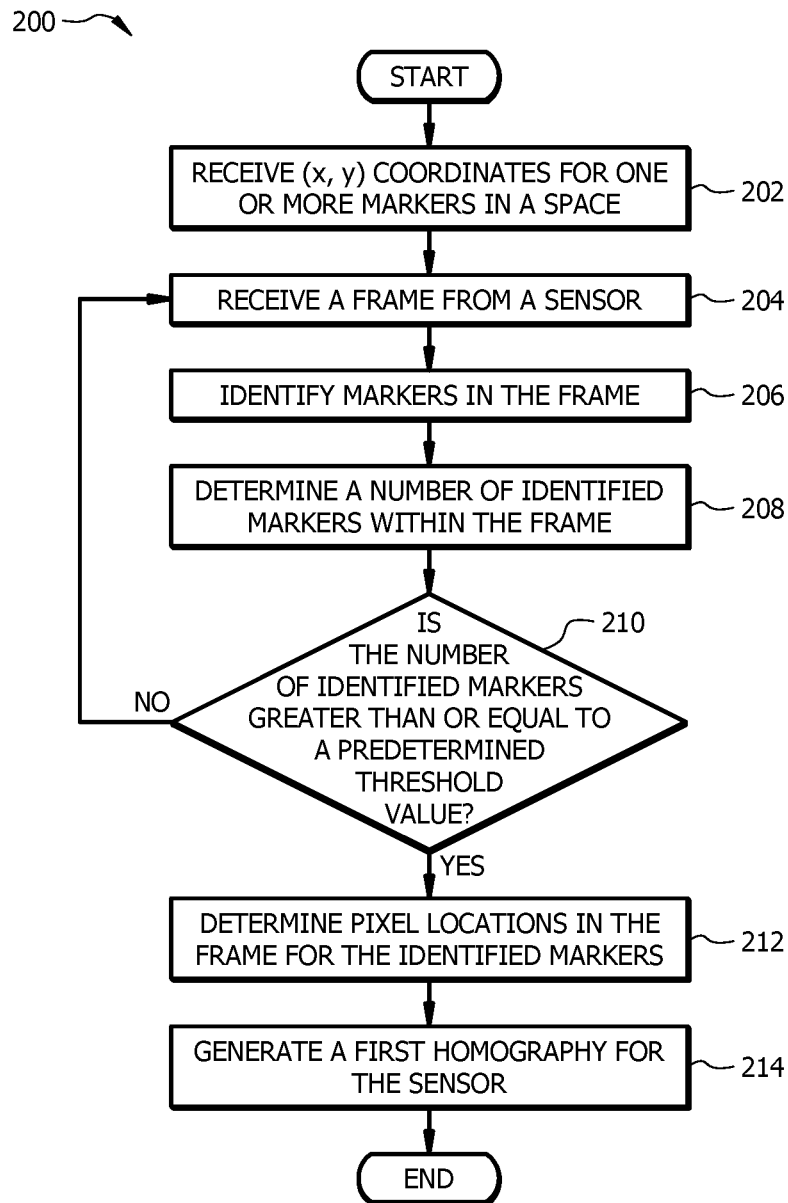 200
START
RECEIVE (x, y) COORDINATES FOR ONE
OR MORE MARKERS IN A SPACE
202
RECEIVE A FRAME FROM A SENSOR
204
IDENTIFY MARKERS IN THE FRAME
206
DETERMINE A NUMBER OF IDENTIFIED
MARKERS WITHIN THE FRAME
208
IS
THE NUMBER
OF IDENTIFIED MARKERS
GREATER THAN OR EQUAL TO
A PREDETERMINED
THRESHOLD
VALUE?
210
NO
YES
DETERMINE PIXEL LOCATIONS IN THE
FRAME FOR THE IDENTIFIED MARKERS
212
GENERATE A FIRST HOMOGRAPHY FOR
THE SENSOR
214
END